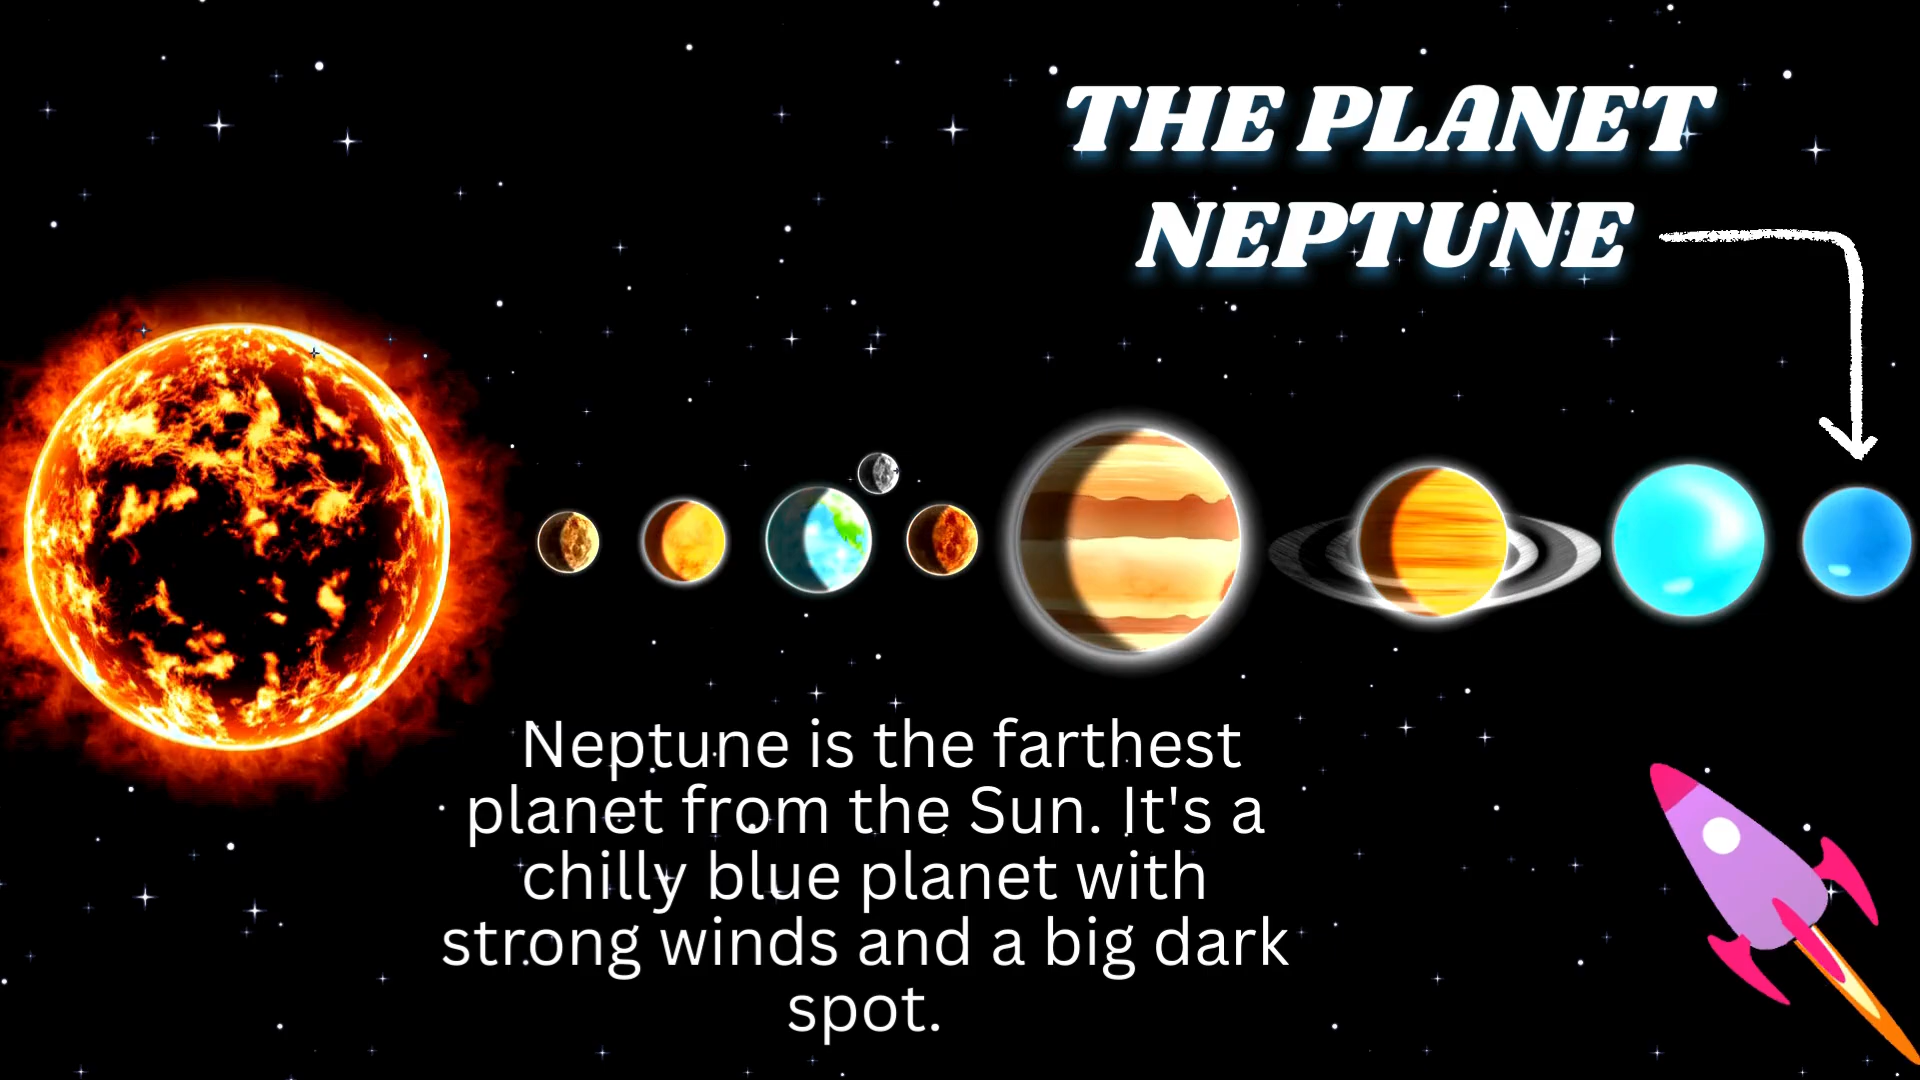 THE PLANET
NEPTUNE
Neptune is the farthest
planet from the Sun. It's a
chilly blue planet with
strong winds and a big dark
spot.